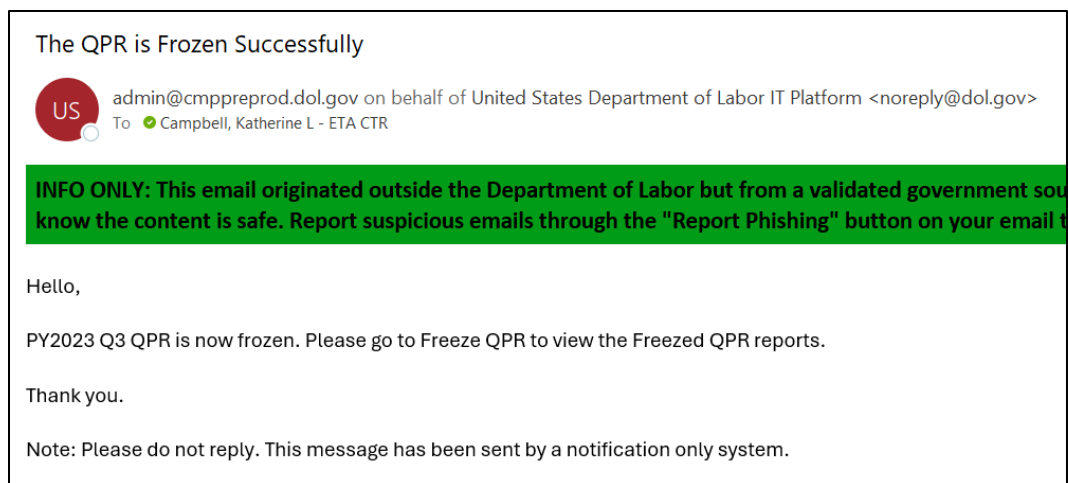 The QPR is Frozen Successfully
US
admin@cmppreprod.dol.gov on behalf of United States Department of Labor IT Platform <noreply@dol.gov>
To Campbell, Katherine L - ETA CTR
INFO ONLY: This email originated outside the Department of Labor but from a validated government
know the content is safe. Report suspicious emails through the "Report Phishing" button on your email
Hello,
PY2023 Q3 QPR is now frozen. Please go to Freeze QPR to view the Freezed QPR reports.
Thank you.
Note: Please do not reply. This message has been sent by a notification only system.